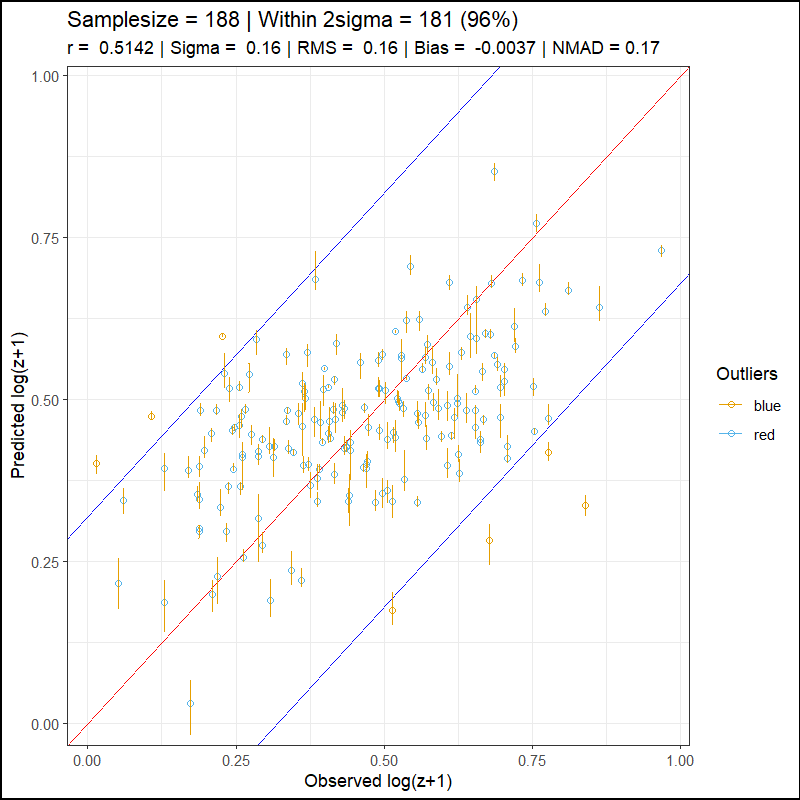 Samplesize = 188 | Within 2sigma = 181 (96%)
r = 0.5142 | Sigma = 0.16 | RMS = 0.16 | Bias = -0.0037 | NMAD = 0.17
1.00
0.75
0.50
0.25
0.00
Predicted log(z+1)
0.00 0.25 0.50 0.75 1.00
Observed log(z+1)
Outliers
blue
red